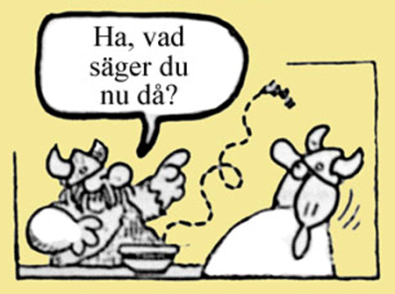 Ha, vad
säger du
nu då?